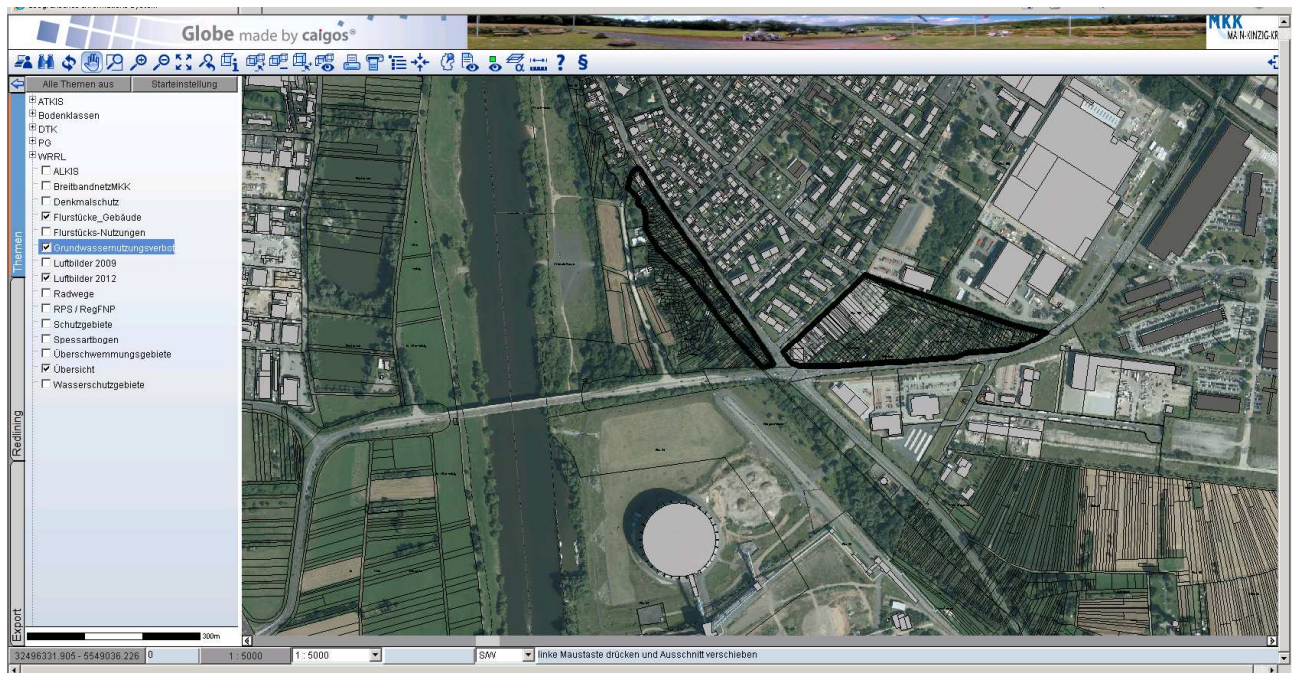 Globe made by caigos®
MKK
MAIN-KINZIG-KR
Alle Themen aus Starteinstellung
ATKIS
Bodenklassen
DTK
PG
WRRL
ALKIS
BreitbandnetzMKK
Denkmalschutz
Flurstücke_Gebäude
Flurstücks-Nutzungen
Grundwassernutzungsverbot
Luftbilder 2009
Luftbilder 2012
Radwege
RPS / RegFNP
Schutzgebiete
Spessartbogen
Überschwemmungsgebiete
Übersicht
Wasserschutzgebiete
Themen
Redlining
Export
300m
32496331.905 - 5549036.226 0 1 : 5000 1 : 5000 S/W linke Maustaste drücken und Ausschnitt verschieben